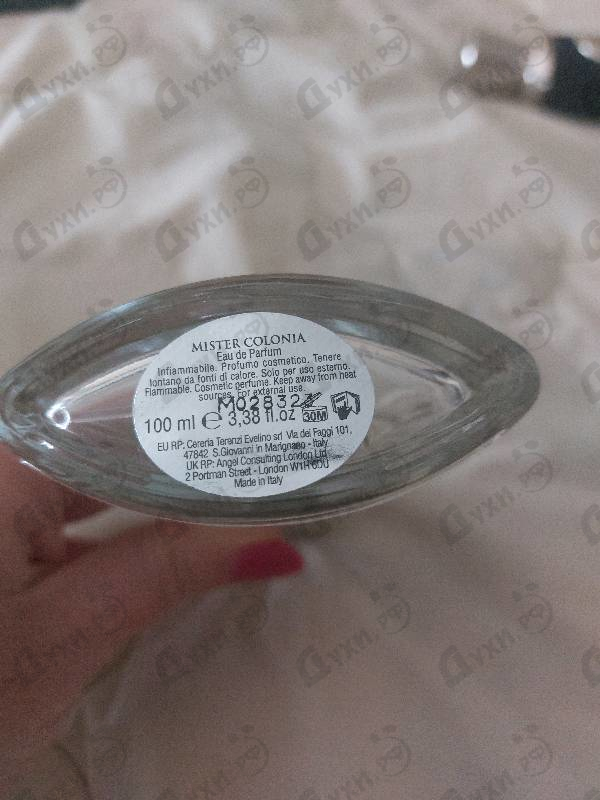 MISTER COLONIA
Eau de Parfum
Infiammabile. Profumo cosmetico. Tenere
lontano da fonti di calore. Solo per uso esterno.
Flammable. Cosmetic perfume. Keep away from heat
sources. For external use.
M02832
100 ml e 3,38 fl.oz 30M
EU RP: Cereria Terenzi Evelino srl Via dei Faggi 101,
47842 S.Giovanni in Marignano - Italy
UK RP: Angel Consulting London Ltd
2 Portman Street - London W1H 6DU
Made in Italy
Духи.рф